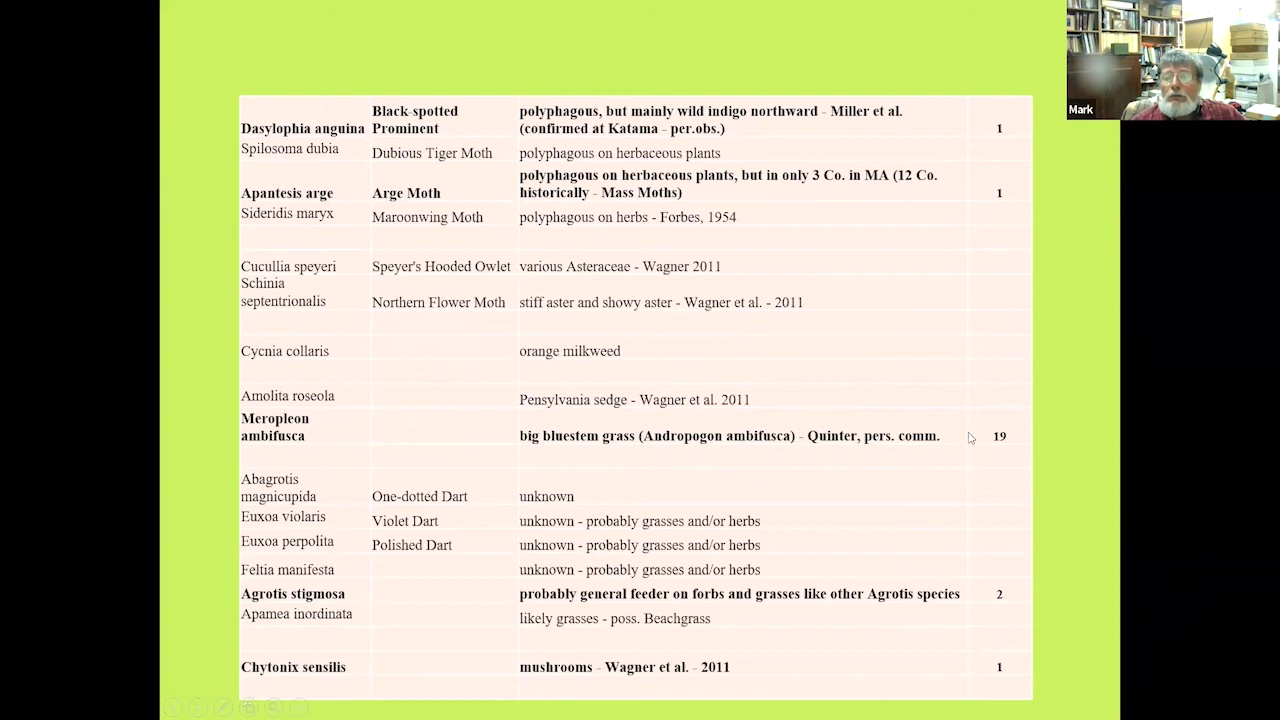 Mark
Black-spotted polyphagous, but mainly wild indigo northward - Miller et al.
Dasylophia anguina Prominent (confirmed at Katama - per.obs.) 1
Spilosoma dubia Dubious Tiger Moth polyphagous on herbaceous plants
polyphagous on herbaceous plants, but in only 3 Co. in MA (12 Co.
Apantesis arge Arge Moth historically - Mass Moths) 1
Sideridis maryx Maroonwing Moth polyphagous on herbs - Forbes, 1954
Cucullia speyeri Speyer's Hooded Owlet various Asteraceae - Wagner 2011
Schinia
septentrionalis Northern Flower Moth stiff aster and showy aster - Wagner et al. - 2011
Cycnia collaris orange milkweed
Amolita roseola Pensylvania sedge - Wagner et al. 2011
Meropleon
ambifusca big bluestem grass (Andropogon ambifusca) - Quinter, pers. comm. 19
Abagrotis
magnicupida One-dotted Dart unknown
Euxoa violaris Violet Dart unknown - probably grasses and/or herbs
Euxoa perpolita Polished Dart unknown - probably grasses and/or herbs
Feltia manifesta unknown - probably grasses and/or herbs
Agrotis stigmosa probably general feeder on forbs and grasses like other Agrotis species 2
Apamea inordinata likely grasses - poss. Beachgrass
Chytonix sensilis mushrooms - Wagner et al. - 2011 1